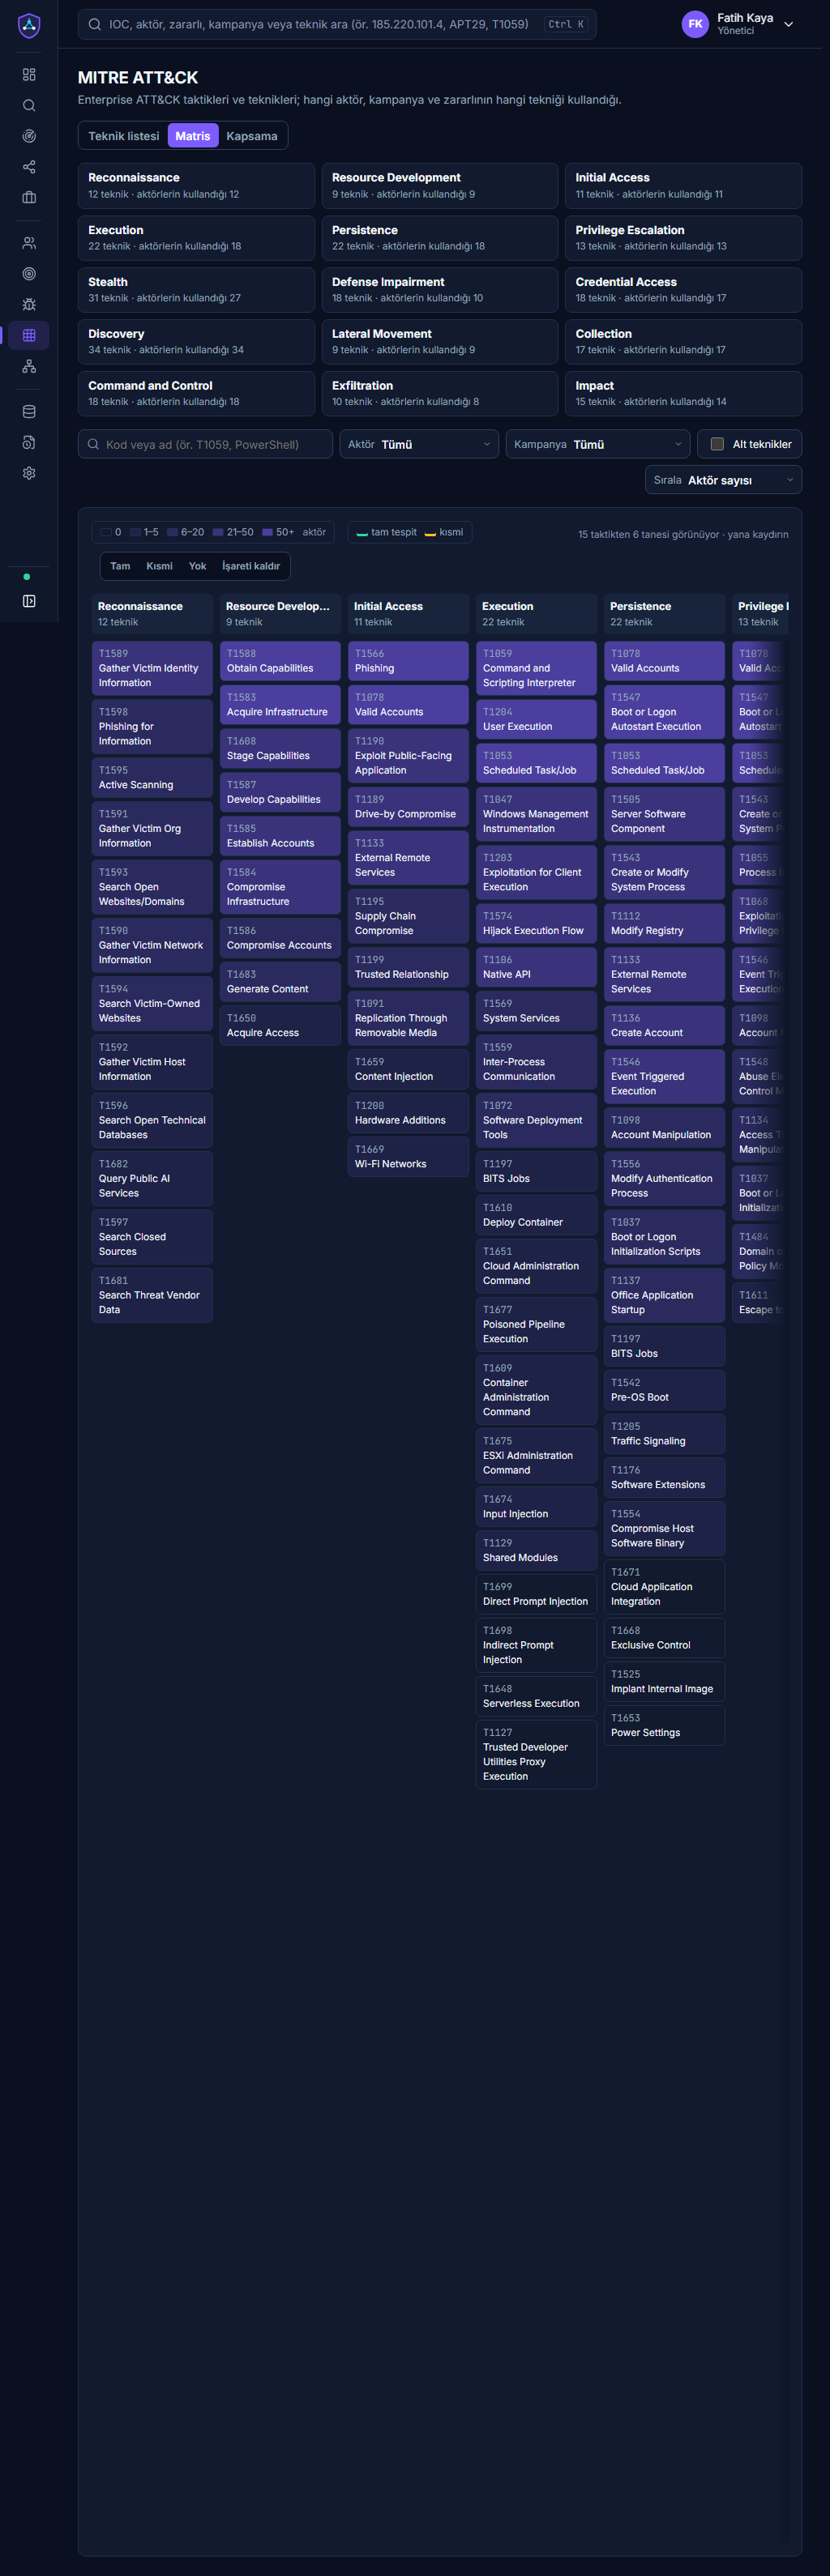 IOC, aktör, zararlı, kampanya veya teknik ara (ör. 185.220.101.4, APT29, T1059)
Ctrl K
FK
Fatih Kaya
Yönetici
MITRE ATT&CK
Enterprise ATT&CK taktikleri ve teknikleri; hangi aktör, kampanya ve zararlının hangi tekniği kullandığı.
Teknik listesi
Matris
Kapsama
Reconnaissance
12 teknik · aktörlerin kullandığı 12
Resource Development
9 teknik · aktörlerin kullandığı 9
Initial Access
11 teknik · aktörlerin kullandığı 11
Execution
22 teknik · aktörlerin kullandığı 18
Persistence
22 teknik · aktörlerin kullandığı 18
Privilege Escalation
13 teknik · aktörlerin kullandığı 13
Stealth
31 teknik · aktörlerin kullandığı 27
Defense Impairment
18 teknik · aktörlerin kullandığı 10
Credential Access
18 teknik · aktörlerin kullandığı 17
Discovery
34 teknik · aktörlerin kullandığı 34
Lateral Movement
9 teknik · aktörlerin kullandığı 9
Collection
17 teknik · aktörlerin kullandığı 17
Command and Control
18 teknik · aktörlerin kullandığı 18
Exfiltration
10 teknik · aktörlerin kullandığı 8
Impact
15 teknik · aktörlerin kullandığı 14
Kod veya ad (ör. T1059, PowerShell)
Aktör Tümü
Kampanya Tümü
Alt teknikler
Sırala Aktör sayısı
0 1–5 6–20 21–50 50+ aktör
tam tespit kısmi
15 taktikten 6 tanesi görünüyor · yana kaydırın
Tam Kısmi Yok İşareti kaldır
Reconnaissance
12 teknik
T1589
Gather Victim Identity
Information
T1598
Phishing for
Information
T1595
Active Scanning
T1591
Gather Victim Org
Information
T1593
Search Open
Websites/Domains
T1590
Gather Victim Network
Information
T1594
Search Victim-Owned
Websites
T1592
Gather Victim Host
Information
T1596
Search Open Technical
Databases
T1682
Query Public AI
Services
T1597
Search Closed
Sources
T1681
Search Threat Vendor
Data
Resource Develop...
9 teknik
T1588
Obtain Capabilities
T1583
Acquire Infrastructure
T1608
Stage Capabilities
T1587
Develop Capabilities
T1585
Establish Accounts
T1584
Compromise
Infrastructure
T1586
Compromise Accounts
T1683
Generate Content
T1650
Acquire Access
Initial Access
11 teknik
T1566
Phishing
T1078
Valid Accounts
T1190
Exploit Public-Facing
Application
T1189
Drive-by Compromise
T1133
External Remote
Services
T1195
Supply Chain
Compromise
T1199
Trusted Relationship
T1091
Replication Through
Removable Media
T1659
Content Injection
T1200
Hardware Additions
T1669
Wi-Fi Networks
Execution
22 teknik
T1059
Command and
Scripting Interpreter
T1204
User Execution
T1053
Scheduled Task/Job
T1047
Windows Management
Instrumentation
T1203
Exploitation for Client
Execution
T1574
Hijack Execution Flow
T1106
Native API
T1569
System Services
T1559
Inter-Process
Communication
T1072
Software Deployment
Tools
T1197
BITS Jobs
T1610
Deploy Container
T1651
Cloud Administration
Command
T1677
Poisoned Pipeline
Execution
T1609
Container
Administration
Command
T1675
ESXi Administration
Command
T1674
Input Injection
T1129
Shared Modules
T1699
Direct Prompt Injection
T1698
Indirect Prompt
Injection
T1648
Serverless Execution
T1127
Trusted Developer
Utilities Proxy
Execution
Persistence
22 teknik
T1078
Valid Accounts
T1547
Boot or Logon
Autostart Execution
T1053
Scheduled Task/Job
T1505
Server Software
Component
T1543
Create or Modify
System Process
T1112
Modify Registry
T1133
External Remote
Services
T1136
Create Account
T1546
Event Triggered
Execution
T1098
Account Manipulation
T1556
Modify Authentication
Process
T1037
Boot or Logon
Initialization Scripts
T1137
Office Application
Startup
T1197
BITS Jobs
T1542
Pre-OS Boot
T1205
Traffic Signaling
T1176
Software Extensions
T1554
Compromise Host
Software Binary
T1671
Cloud Application
Integration
T1668
Exclusive Control
T1525
Implant Internal Image
T1653
Power Settings
Privilege
13 teknik
T1078
Valid
T1547
Boot or
Autostart
T1053
T1543
Create or
System
T1055
Process
T1068
Privilege
T1546
Event
Execution
T1098
Account
T1548
Abuse
Control
T1134
Access
T1037
Boot or
T1484
Domain
Policy
T1611
Escape